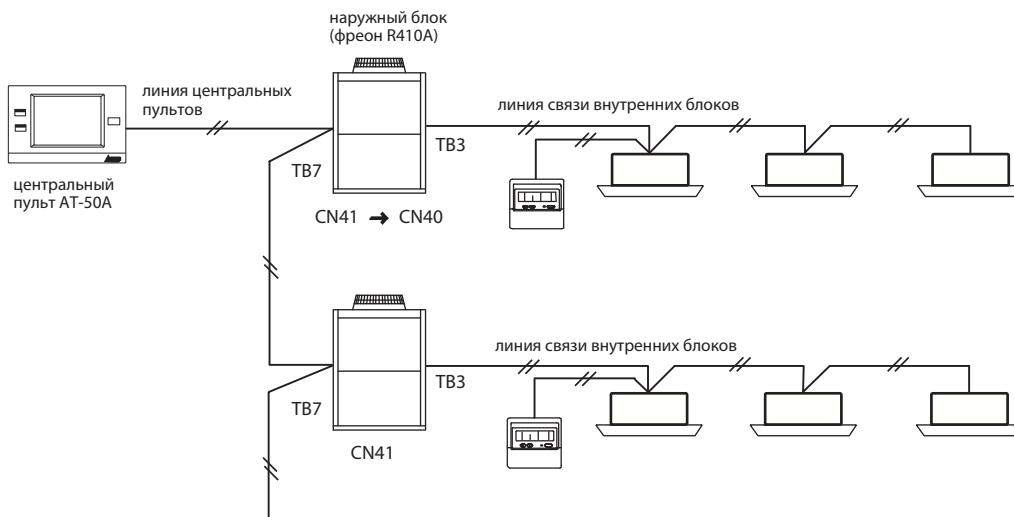 наружный блок
(фреон R410A)
линия центральных
пультов
линия связи внутренних блоков
TB7
TB3
центральный
пульт AT-50A
CN41 ➔ CN40
линия связи внутренних блоков
TB7
TB3
CN41